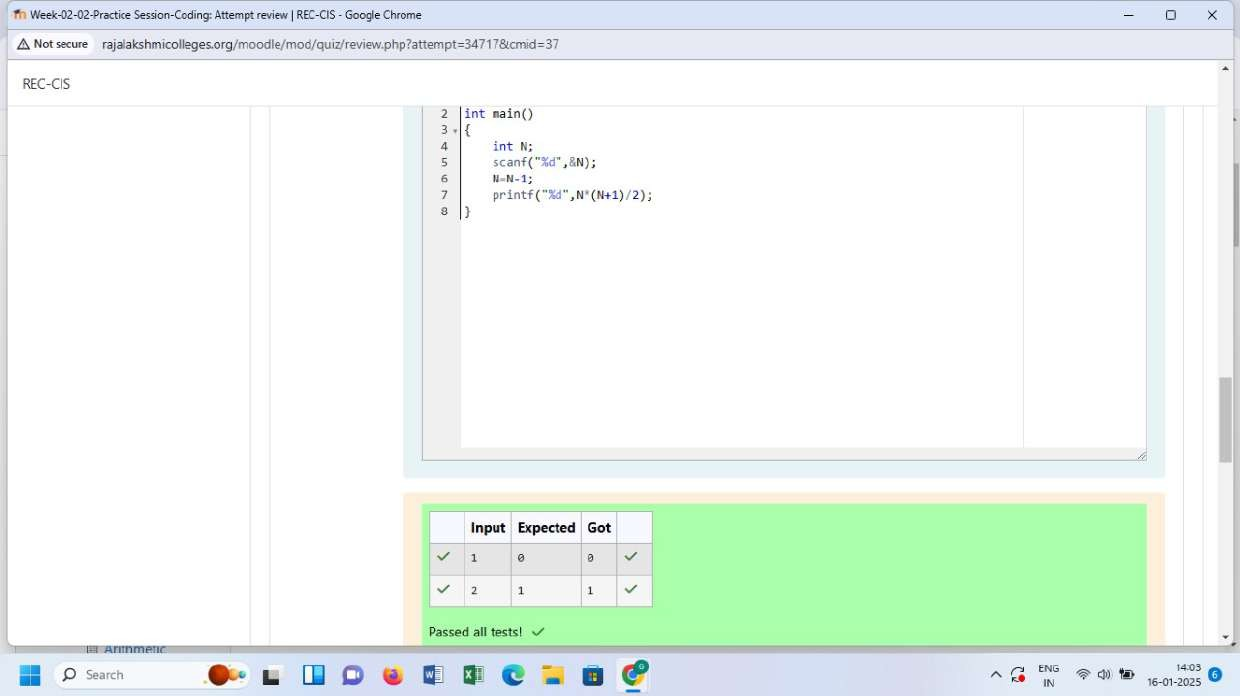 Week-02-02-Practice Session-Coding: Attempt review | REC-CIS - Google Chrome
Not secure rajalakshmicolleges.org/moodle/mod/quiz/review.php?attempt=34717&cmid=37
REC-CIS
2 int main()
3 {
4 int N;
5 scanf("%d",&N);
6 N=N-1;
7 printf("%d",N*(N+1)/2);
8 }
Input Expected Got
1 0 0
2 1 1
Passed all tests!
Arithmetic
Search
ENG
IN
14:03
16-01-2025
6